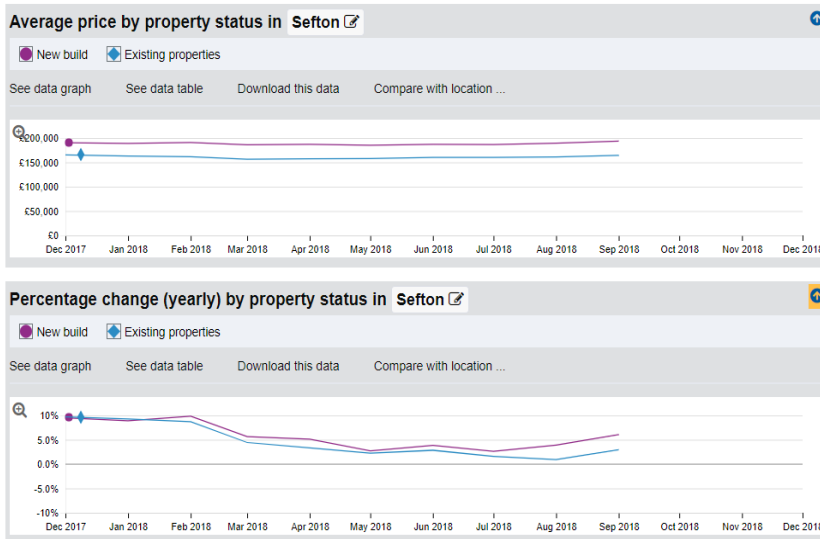 Average price by property status in Sefton
New build Existing properties
See data graph See data table Download this data Compare with location ...
£200,000
£150,000
£100,000
£50,000
£0
Dec 2017 Jan 2018 Feb 2018 Mar 2018 Apr 2018 May 2018 Jun 2018 Jul 2018 Aug 2018 Sep 2018 Oct 2018 Nov 2018 Dec 2018
Percentage change (yearly) by property status in Sefton
New build Existing properties
See data graph See data table Download this data Compare with location ...
10%
5.0%
0.0%
-5.0%
-10%
Dec 2017 Jan 2018 Feb 2018 Mar 2018 Apr 2018 May 2018 Jun 2018 Jul 2018 Aug 2018 Sep 2018 Oct 2018 Nov 2018 Dec 2018